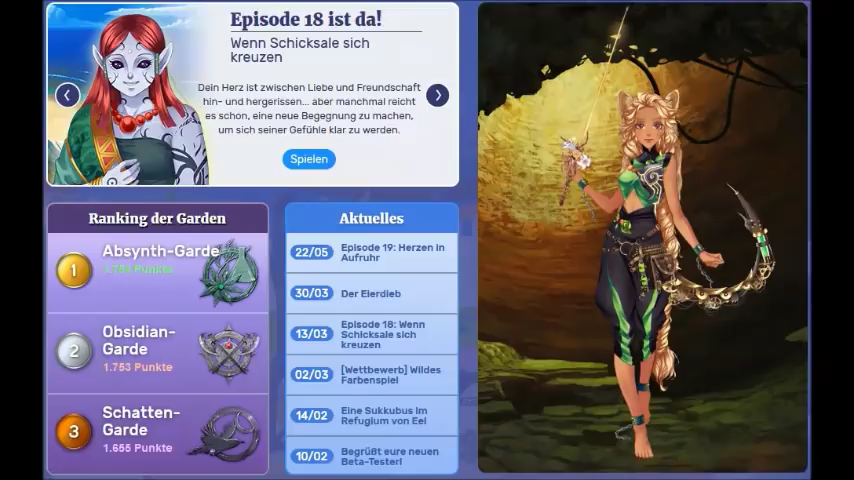 Episode 18 ist da!
Wenn Schicksale sich
kreuzen
Dein Herz ist zwischen Liebe und Freundschaft
hin- und hergerissen... aber manchmal reicht
es schon, eine neue Begegnung zu machen,
um sich seiner Gefühle klar zu werden.
Spielen
Ranking der Garden
1
Absynth-Garde
Punkte
2
Obsidian-
Garde
1.753 Punkte
3
Schatten-
Garde
1.655 Punkte
Aktuelles
22/05
Episode 19: Herzen in
Aufruhr
30/03
Der Eierdieb
13/03
Episode 18: Wenn
Schicksale sich
kreuzen
02/03
[Wettbewerb] Wildes
Farbenspiel
14/02
Eine Sukkubus im
Refugium von Eel
10/02
Begrüßt eure neuen
Beta-Tester!